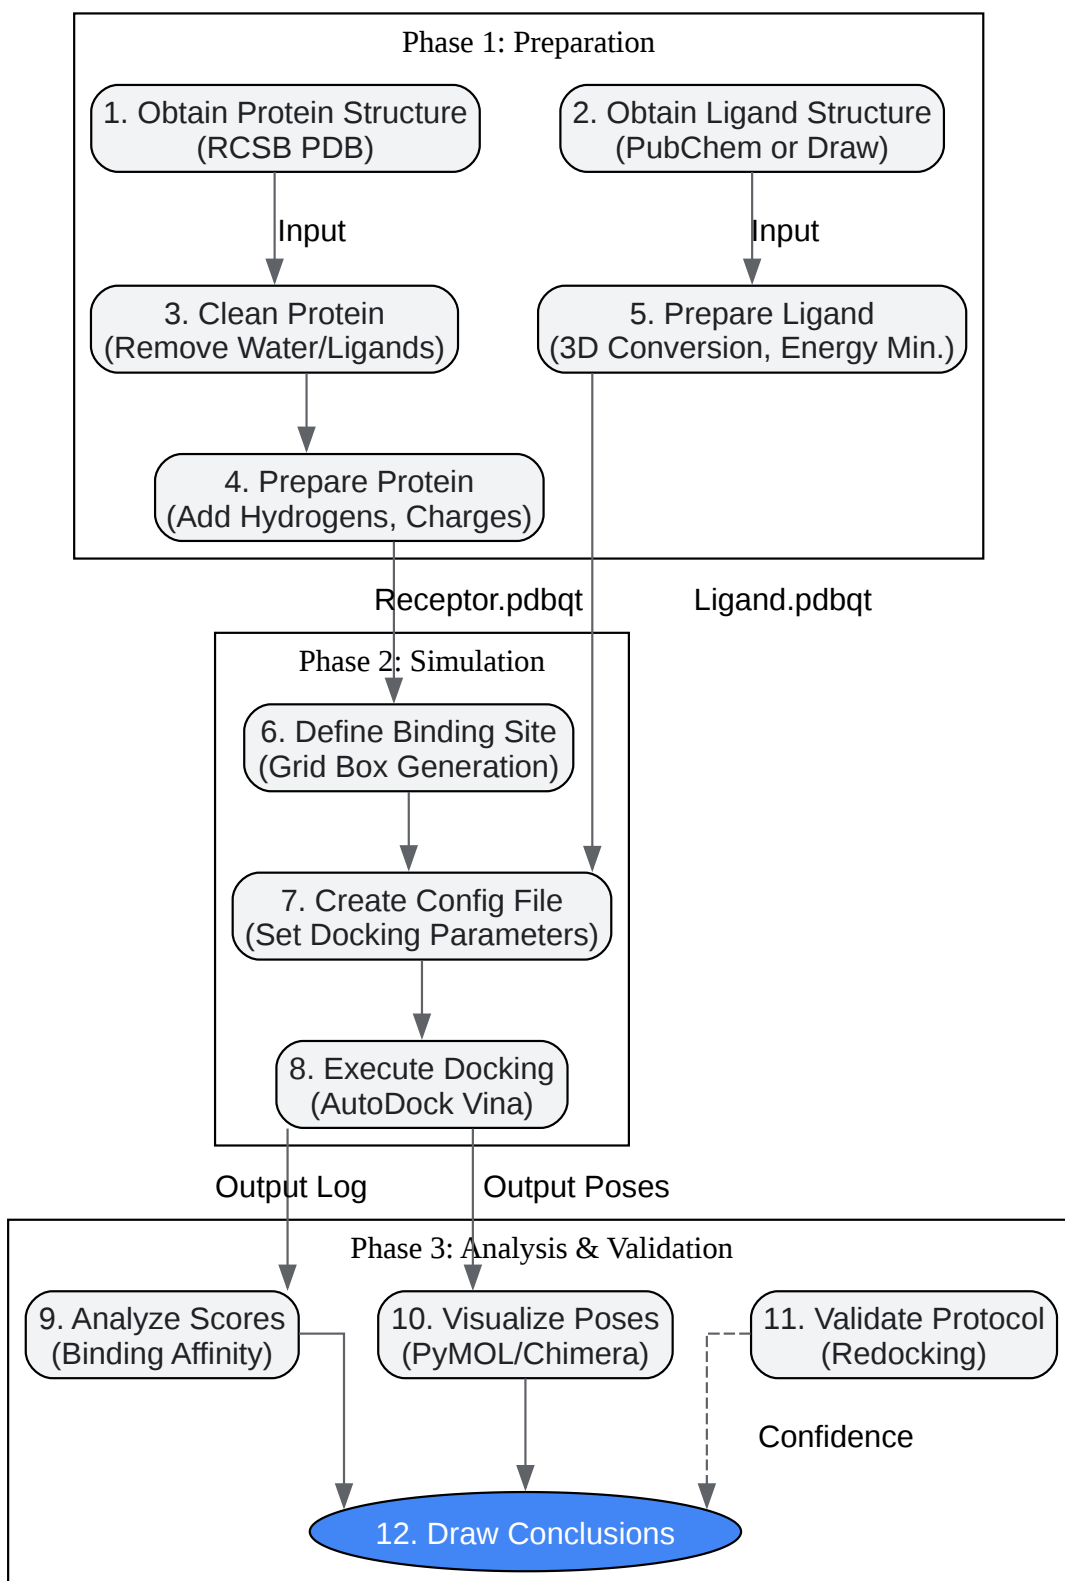 Phase 1: Preparation
1. Obtain Protein Structure
(RCSB PDB)
2. Obtain Ligand Structure
(PubChem or Draw)
Input
Input
3. Clean Protein
(Remove Water/Ligands)
5. Prepare Ligand
(3D Conversion, Energy Min.)
4. Prepare Protein
(Add Hydrogens, Charges)
Receptor.pdbqt
Ligand.pdbqt
Phase 2: Simulation
6. Define Binding Site
(Grid Box Generation)
7. Create Config File
(Set Docking Parameters)
8. Execute Docking
(AutoDock Vina)
Output Log
Output Poses
Phase 3: Analysis & Validation
9. Analyze Scores
(Binding Affinity)
10. Visualize Poses
(PyMOL/Chimera)
11. Validate Protocol
(Redocking)
Confidence
12. Draw Conclusions